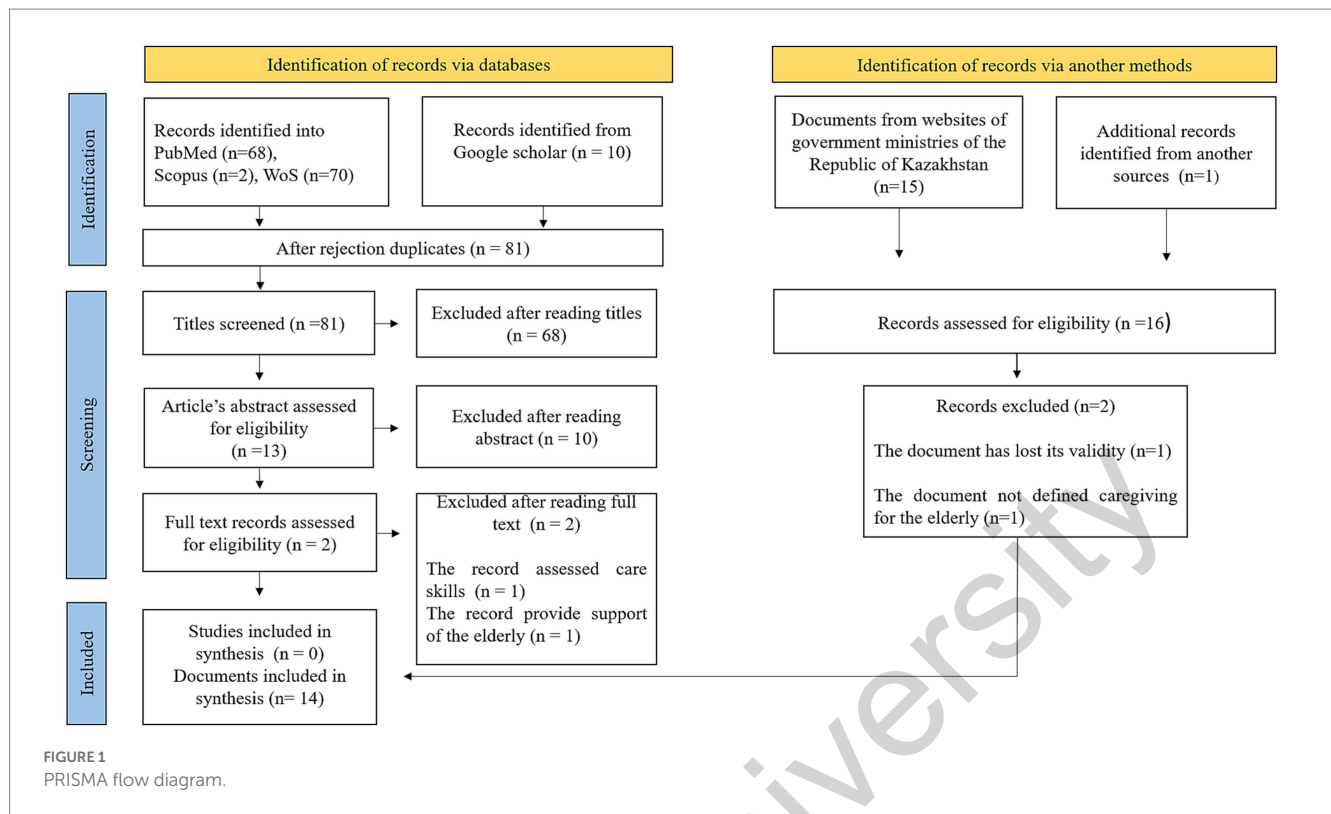 Identification of records via databases
Identification of records via another methods
Identification
Records identified into
PubMed (n=68),
Scopus (n=2), WoS (n=70)
Records identified from
Google scholar (n = 10)
Documents from websites of
government ministries of the
Republic of Kazakhstan
(n=15)
Additional records
identified from another
sources (n=1)
After rejection duplicates (n = 81)
Screening
Titles screened (n =81)
Excluded after reading titles
(n = 68)
Records assessed for eligibility (n =16)
Article's abstract assessed
for eligibility
(n =13)
Excluded after reading
abstract (n = 10)
Records excluded (n=2)
The document has lost its validity (n=1)
The document not defined caregiving
for the elderly (n=1)
Full text records assessed
for eligibility (n = 2)
Excluded after reading full
text (n = 2)
The record assessed care
skills (n = 1)
The record provide support
of the elderly (n = 1)
Included
Studies included in
synthesis (n = 0)
Documents included in
synthesis (n= 14)
FIGURE 1
PRISMA flow diagram.